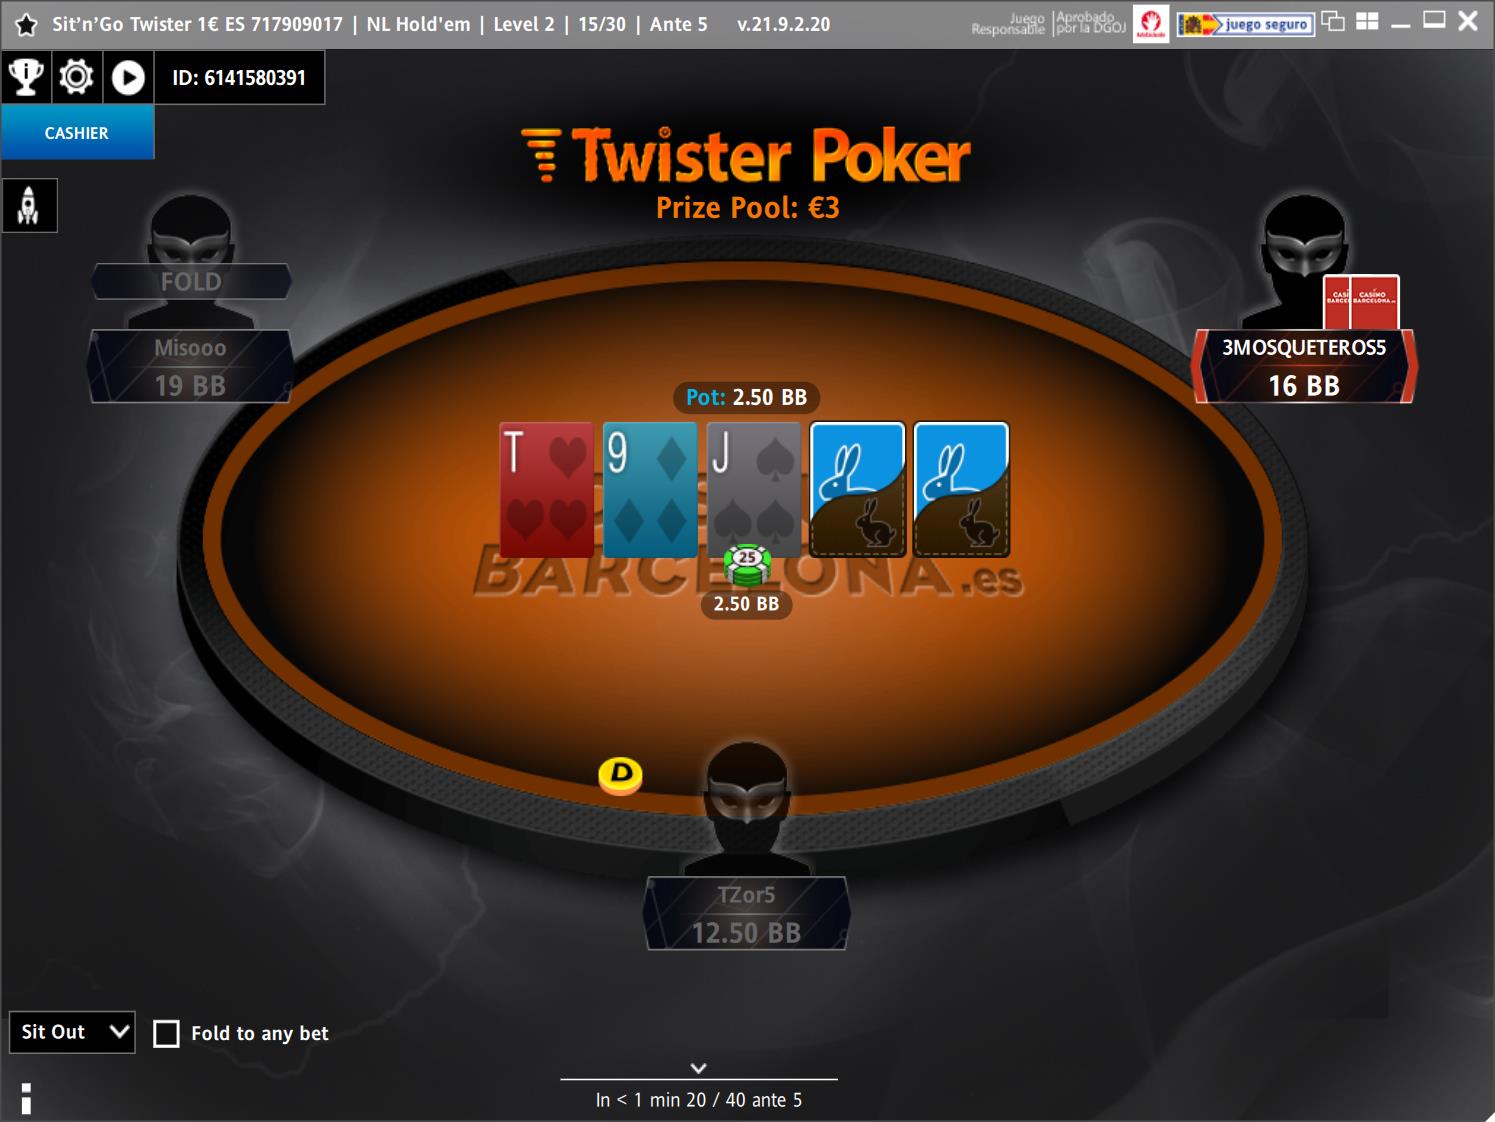 Sit’n’Go Twister 1€ ES 717909017 | NL Hold'em | Level 2 | 15/30 | Ante 5 v.21.9.2.20
Juego Responsable
Aprobado por la DGOJ
juego seguro
ID: 6141580391
CASHIER
Twister Poker
Prize Pool: €3
FOLD
Misooo
19 BB
CASINO
BARCELONA.es
3MOSQUETEROS5
16 BB
Pot: 2.50 BB
T 9 J
25
BARCELONA.es
2.50 BB
D
TZor5
12.50 BB
Sit Out
Fold to any bet
In < 1 min 20 / 40 ante 5